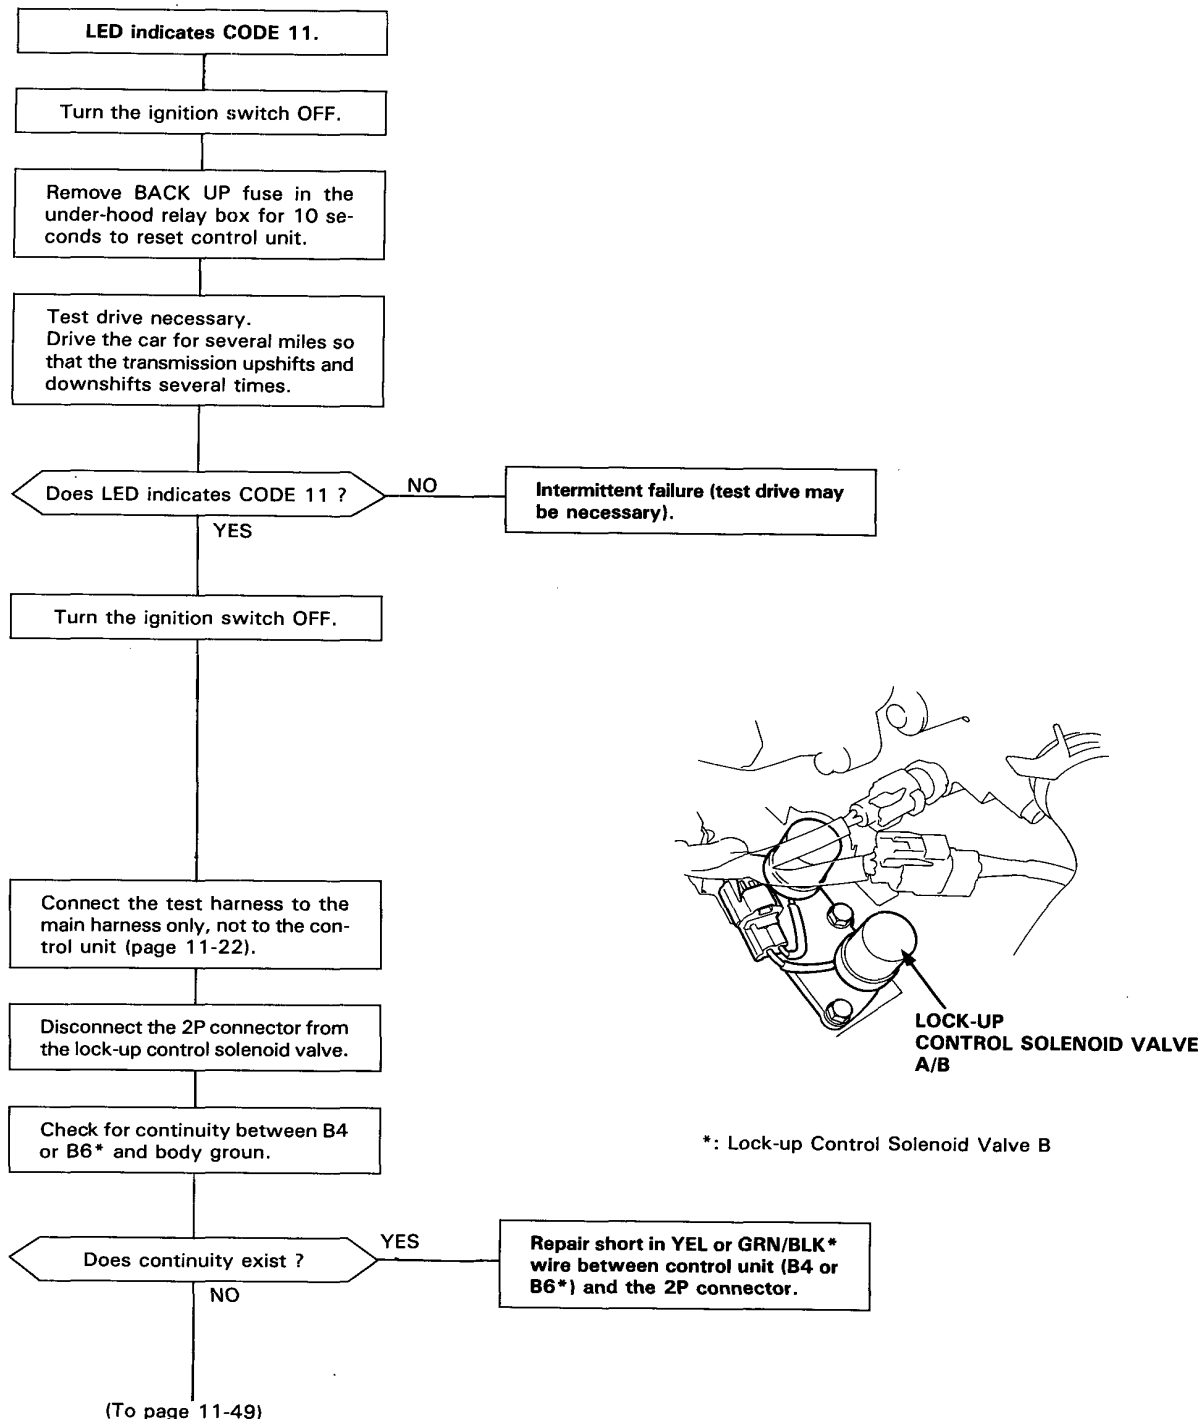 LED indicates CODE 11.
Turn the ignition switch OFF.
Remove BACK UP fuse in the
under-hood relay box for 10 se-
conds to reset control unit.
Test drive necessary.
Drive the car for several miles so
that the transmission upshifts and
downshifts several times.
Does LED indicates CODE 11 ?
NO
Intermittent failure (test drive may
be necessary).
YES
Turn the ignition switch OFF.
Connect the test harness to the
main harness only, not to the con-
trol unit (page 11-22).
Disconnect the 2P connector from
the lock-up control solenoid valve.
LOCK-UP
CONTROL SOLENOID VALVE
A/B
Check for continuity between B4
or B6* and body groun.
*: Lock-up Control Solenoid Valve B
Does continuity exist ?
YES
Repair short in YEL or GRN/BLK*
wire between control unit (B4 or
B6*) and the 2P connector.
NO
(To page 11-49)